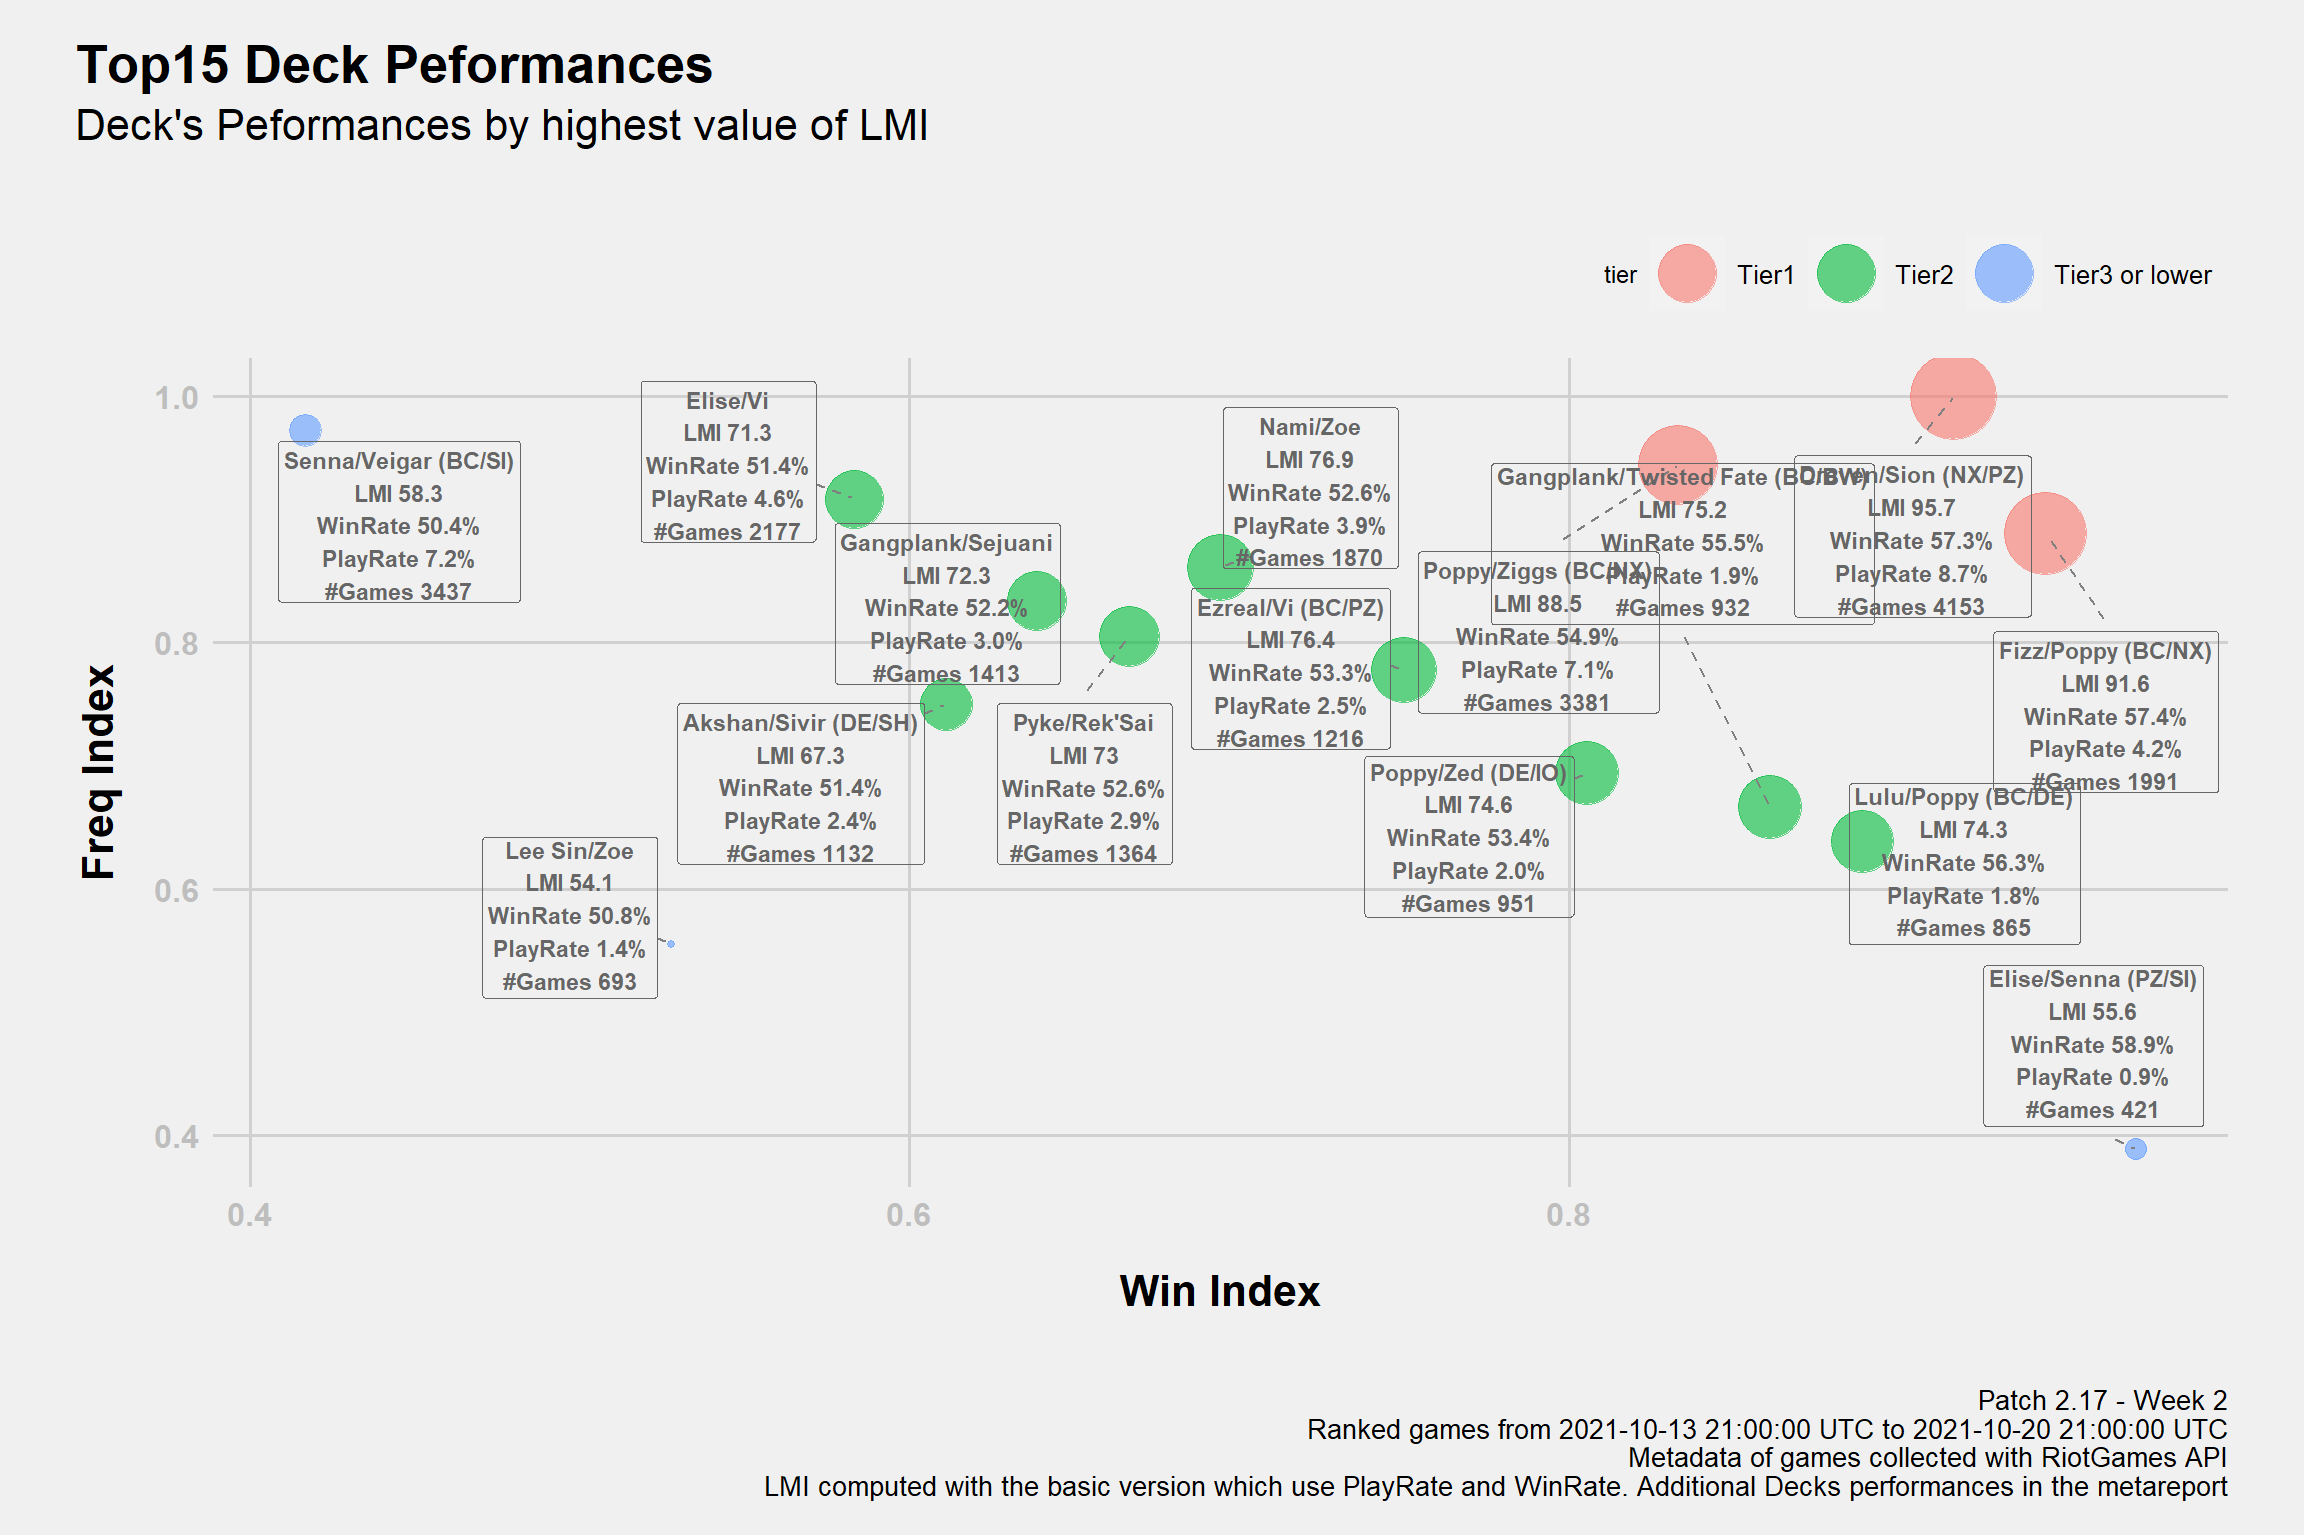 Top15 Deck Peformances
Deck's Peformances by highest value of LMI
tier
Tier1
Tier2
Tier3 or lower
Freq Index
1.0
0.8
0.6
0.4
Senna/Veigar (BC/SI)
LMI 58.3
WinRate 50.4%
PlayRate 7.2%
#Games 3437
Elise/Vi
LMI 71.3
WinRate 51.4%
PlayRate 4.6%
#Games 2177
Gangplank/Sejuani
LMI 72.3
WinRate 52.2%
PlayRate 3.0%
#Games 1413
Nami/Zoe
LMI 76.9
WinRate 52.6%
PlayRate 3.9%
#Games 1870
Gangplank/Twisted Fate (BC/BW)
LMI 75.2
WinRate 55.5%
PlayRate 1.9%
#Games 932
Draven/Sion (NX/PZ)
LMI 95.7
WinRate 57.3%
PlayRate 8.7%
#Games 4153
Poppy/Ziggs (BC/NX)
LMI 88.5
WinRate 54.9%
PlayRate 7.1%
#Games 3381
Ezreal/Vi (BC/PZ)
LMI 76.4
WinRate 53.3%
PlayRate 2.5%
#Games 1216
Fizz/Poppy (BC/NX)
LMI 91.6
WinRate 57.4%
PlayRate 4.2%
#Games 1991
Akshan/Sivir (DE/SH)
LMI 67.3
WinRate 51.4%
PlayRate 2.4%
#Games 1132
Pyke/Rek'Sai
LMI 73
WinRate 52.6%
PlayRate 2.9%
#Games 1364
Poppy/Zed (DE/IO)
LMI 74.6
WinRate 53.4%
PlayRate 2.0%
#Games 951
Lulu/Poppy (BC/DE)
LMI 74.3
WinRate 56.3%
PlayRate 1.8%
#Games 865
Lee Sin/Zoe
LMI 54.1
WinRate 50.8%
PlayRate 1.4%
#Games 693
Elise/Senna (PZ/SI)
LMI 55.6
WinRate 58.9%
PlayRate 0.9%
#Games 421
0.4
0.6
0.8
Win Index
Patch 2.17 - Week 2
Ranked games from 2021-10-13 21:00:00 UTC to 2021-10-20 21:00:00 UTC
Metadata of games collected with RiotGames API
LMI computed with the basic version which use PlayRate and WinRate. Additional Decks performances in the metareport